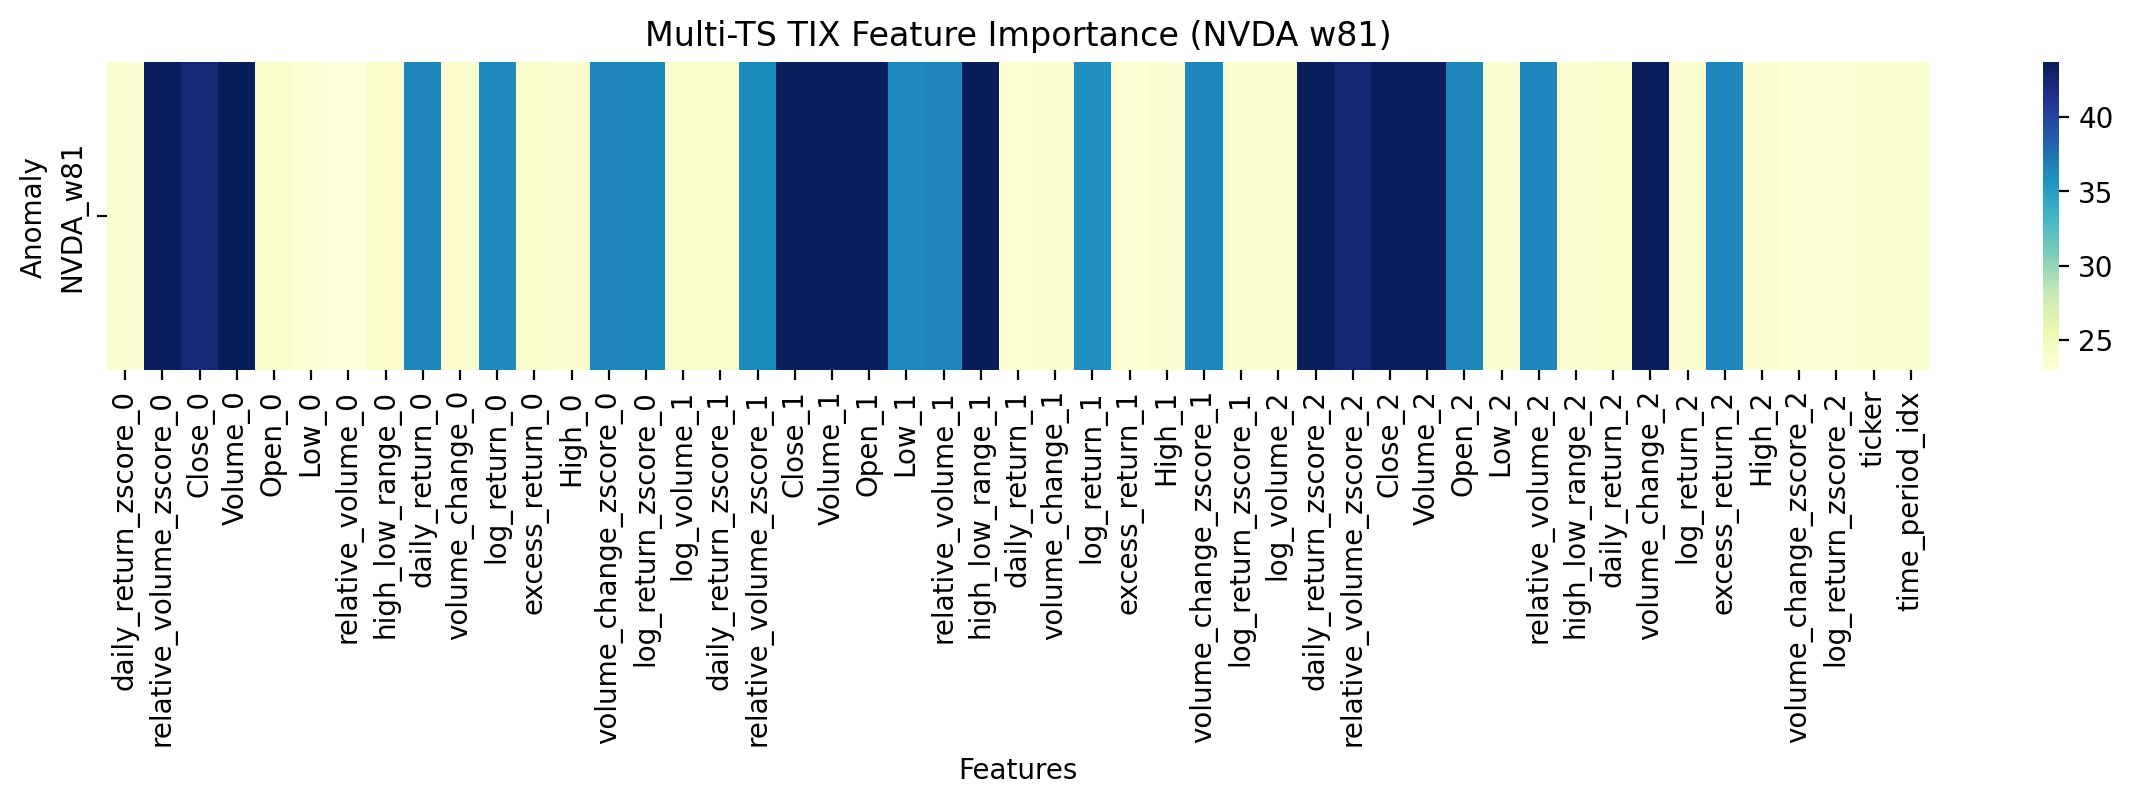 Multi-TS TIX Feature Importance (NVDA w81)
Anomaly
NVDA_w81
40
35
30
25
daily_return_zscore_0
relative_volume_zscore_0
Close_0
Volume_0
Open_0
Low_0
relative_volume_0
high_low_range_0
daily_return_0
volume_change_0
log_return_0
excess_return_0
High_0
volume_change_zscore_0
log_return_zscore_0
log_volume_1
daily_return_zscore_1
relative_volume_zscore_1
Close_1
Volume_1
Open_1
Low_1
relative_volume_1
high_low_range_1
daily_return_1
volume_change_1
log_return_1
excess_return_1
High_1
volume_change_zscore_1
log_return_zscore_1
log_volume_2
daily_return_zscore_2
relative_volume_zscore_2
Close_2
Volume_2
Open_2
Low_2
relative_volume_2
high_low_range_2
daily_return_2
volume_change_2
log_return_2
excess_return_2
High_2
volume_change_zscore_2
log_return_zscore_2
ticker
time_period_idx
Features